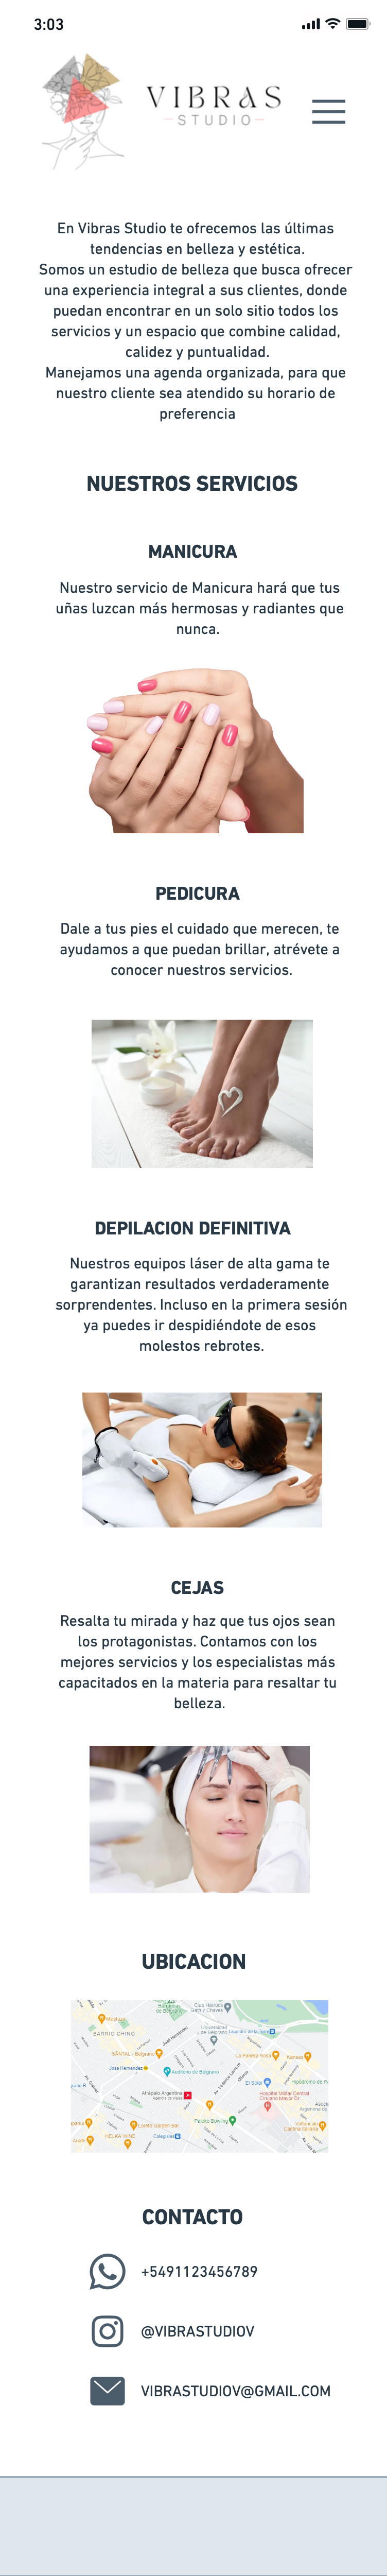 3:03
VIBRAS
STUDIO
En Vibras Studio te ofrecemos las últimas
tendencias en belleza y estética.
Somos un estudio de belleza que busca ofrecer
una experiencia integral a sus clientes, donde
puedan encontrar en un solo sitio todos los
servicios y un espacio que combine calidad,
calidez y puntualidad.
Manejamos una agenda organizada, para que
nuestro cliente sea atendido su horario de
preferencia
NUESTROS SERVICIOS
MANICURA
Nuestro servicio de Manicura hará que tus
uñas luzcan más hermosas y radiantes que
nunca.
PEDICURA
Dale a tus pies el cuidado que merecen, te
ayudamos a que puedan brillar, atrévete a
conocer nuestros servicios.
DEPILACION DEFINITIVA
Nuestros equipos láser de alta gama te
garantizan resultados verdaderamente
sorprendentes. Incluso en la primera sesión
ya puedes ir despidiéndote de esos
molestos rebrotes.
CEJAS
Resalta tu mirada y haz que tus ojos sean
los protagonistas. Contamos con los
mejores servicios y los especialistas más
capacitados en la materia para resaltar tu
belleza.
UBICACION
BARRIO CHINO
La Panera Rosa
Kansas
José Hernández
Auditorio de Belgrano
El Solar
Atrápalo Argentina
Hospital Militar Central
Palako Bowling
CONTACTO
+5491123456789
@VIBRASTUDIOV
VIBRASTUDIOV@GMAIL.COM